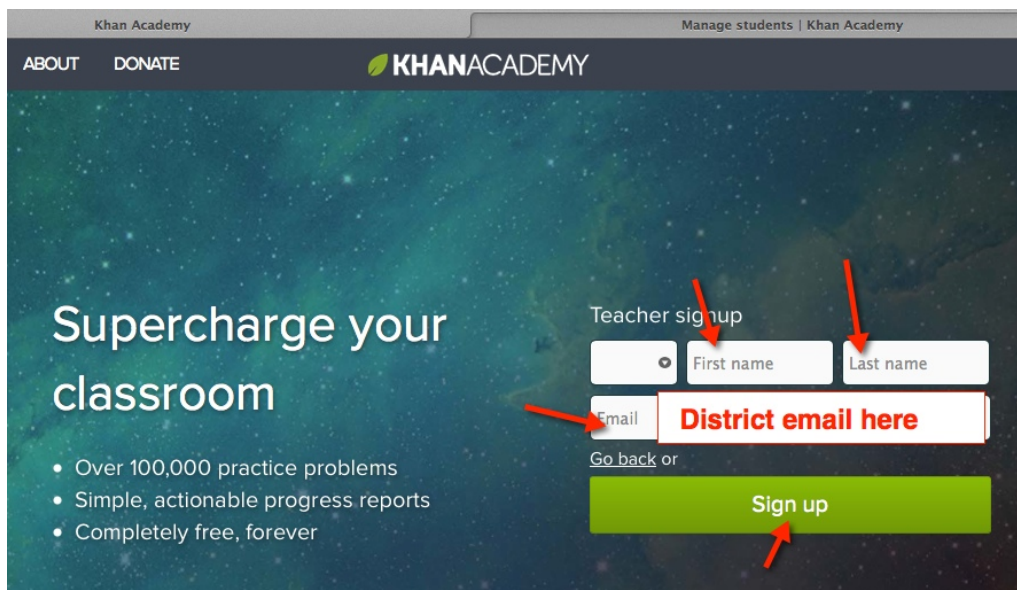 Khan Academy
Manage students | Khan Academy
ABOUT DONATE KHANACADEMY
Supercharge your
classroom
• Over 100,000 practice problems
• Simple, actionable progress reports
• Completely free, forever
Teacher signup
First name Last name
Email District email here
Go back or
Sign up